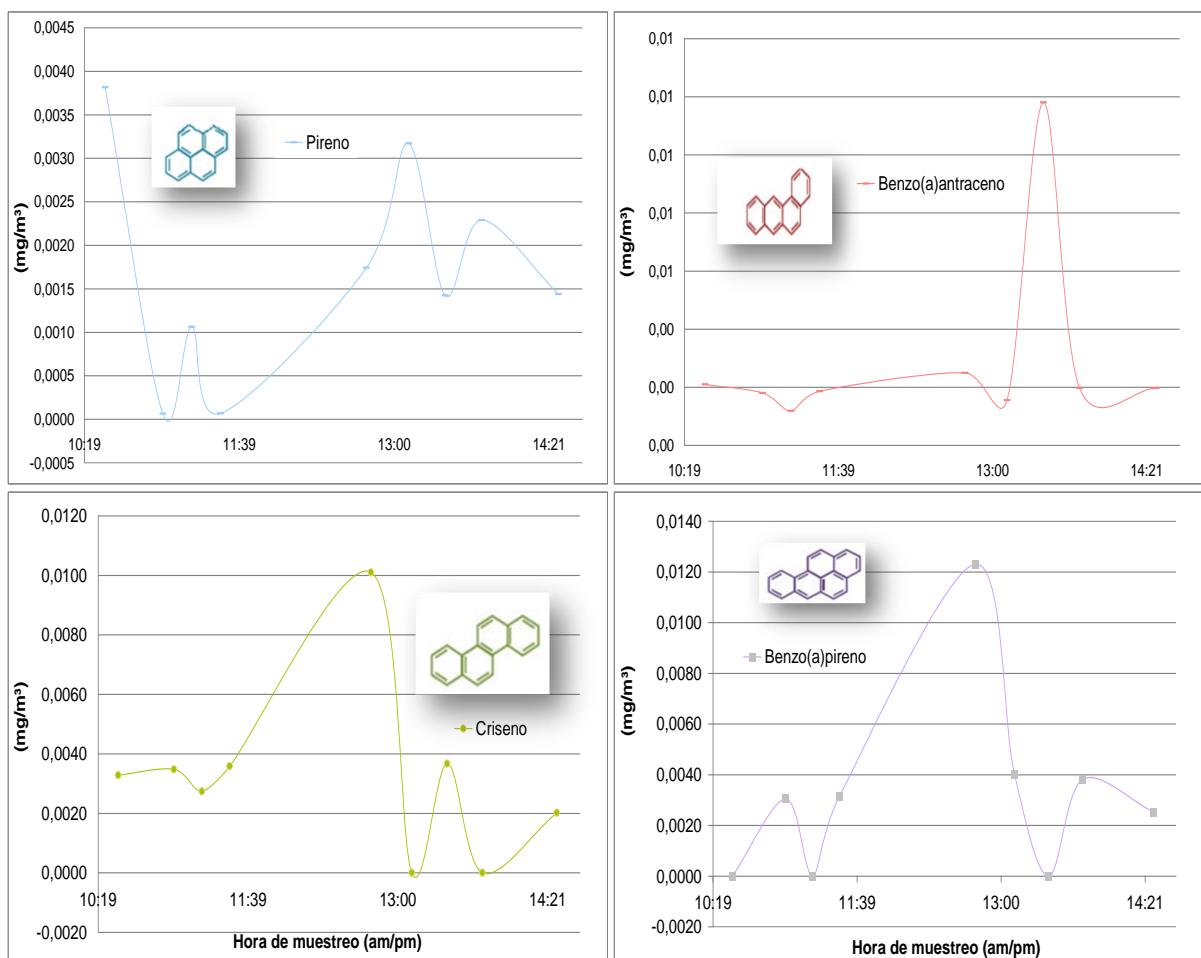 0,0045
0,0040
0,0035
0,0030
0,0025
0,0020
0,0015
0,0010
0,0005
0,0000
-0,0005
(mg/m³)
Pireno
10:19 11:39 13:00 14:21
0,01
0,01
0,01
0,01
0,01
0,00
0,00
0,00
(mg/m³)
Benzo(a)antraceno
10:19 11:39 13:00 14:21
0,0120
0,0100
0,0080
0,0060
0,0040
0,0020
0,0000
-0,0020
(mg/m³)
Criseno
10:19 11:39 13:00 14:21
Hora de muestreo (am/pm)
0,0140
0,0120
0,0100
0,0080
0,0060
0,0040
0,0020
0,0000
-0,0020
(mg/m³)
Benzo(a)pireno
10:19 11:39 13:00 14:21
Hora de muestreo (am/pm)